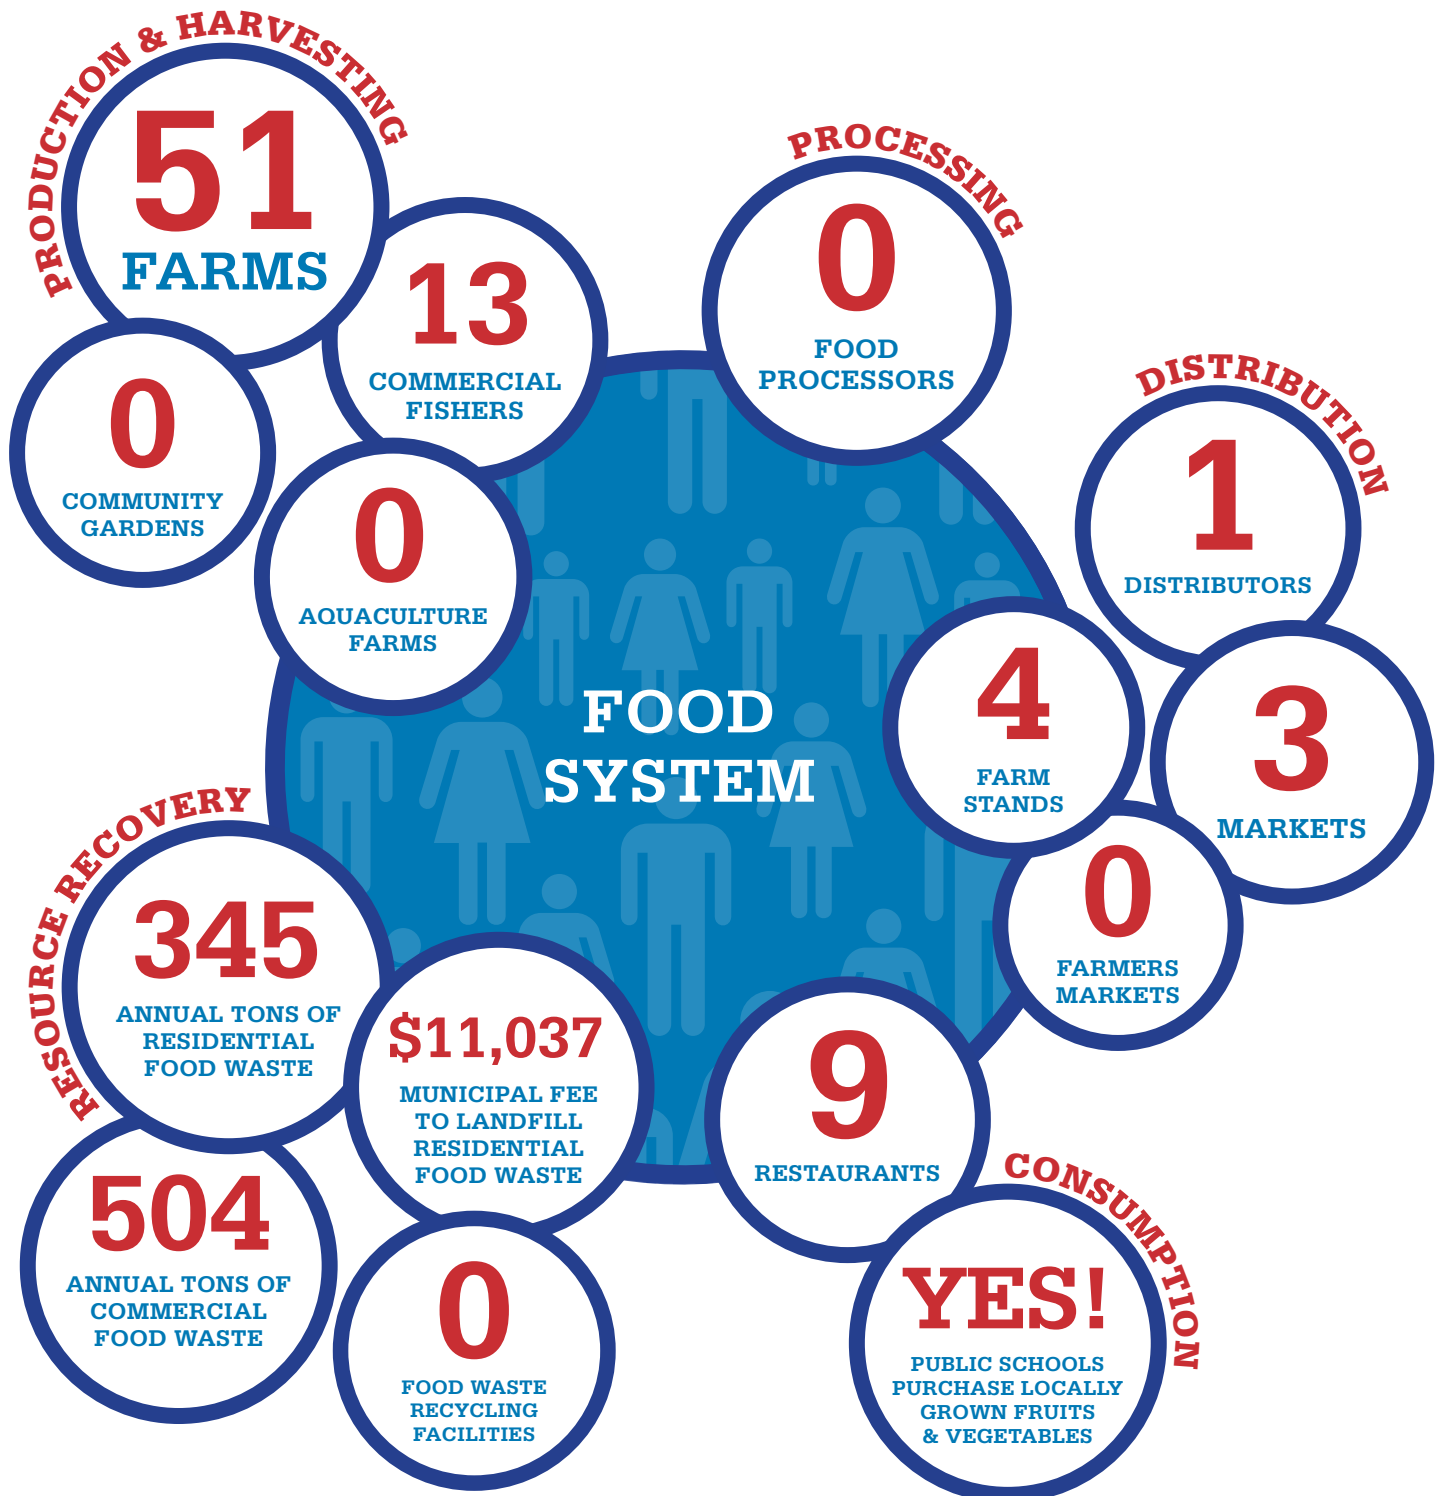 PRODUCTION & HARVESTING
51
FARMS
13
COMMERCIAL
FISHERS
0
COMMUNITY
GARDENS
0
AQUACULTURE
FARMS
PROCESSING
0
FOOD
PROCESSORS
DISTRIBUTION
1
DISTRIBUTORS
4
FARM
STANDS
3
MARKETS
0
FARMERS
MARKETS
FOOD
SYSTEM
RESOURCE RECOVERY
345
ANNUAL TONS OF
RESIDENTIAL
FOOD WASTE
$11,037
MUNICIPAL FEE
TO LANDFILL
RESIDENTIAL
FOOD WASTE
504
ANNUAL TONS OF
COMMERCIAL
FOOD WASTE
0
FOOD WASTE
RECYCLING
FACILITIES
9
RESTAURANTS
CONSUMPTION
YES!
PUBLIC SCHOOLS
PURCHASE LOCALLY
GROWN FRUITS
& VEGETABLES